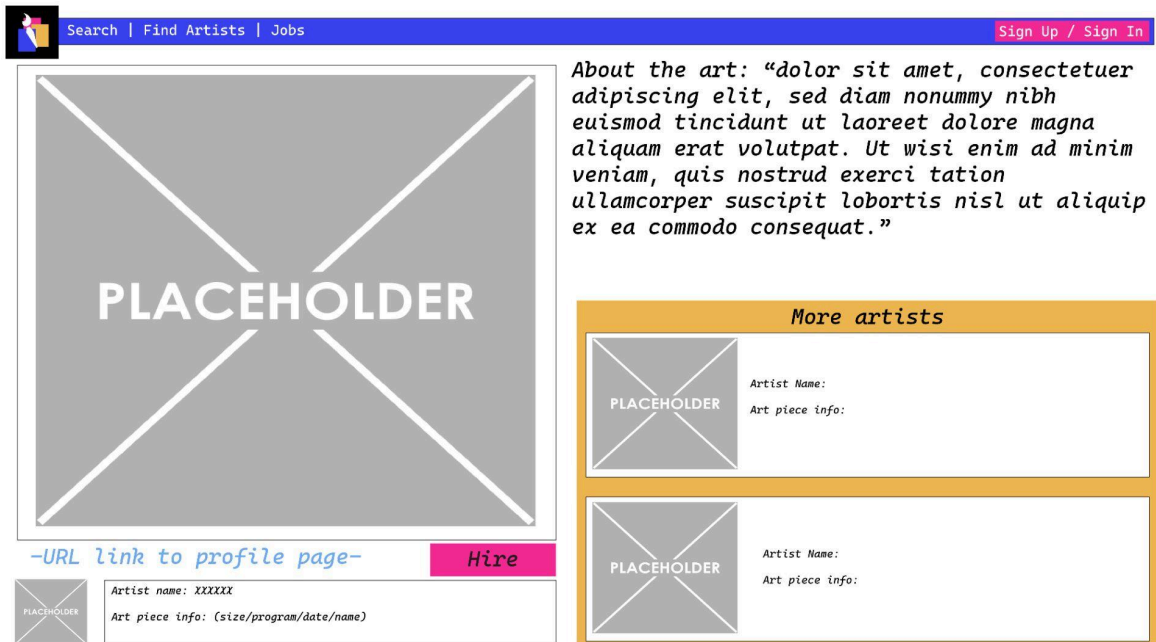 Search | Find Artists | Jobs
Sign Up / Sign In
PLACEHOLDER
-URL link to profile page-
Hire
PLACEHOLDER
Artist name: XXXXXX
Art piece info: (size/program/date/name)
About the art: “dolor sit amet, consectetuer
adipiscing elit, sed diam nonummy nibh
euismod tincidunt ut laoreet dolore magna
aliquam erat volutpat. Ut wisi enim ad minim
veniam, quis nostrud exerci tation
ullamcorper suscipit lobortis nisl ut aliquip
ex ea commodo consequat.”
More artists
PLACEHOLDER
Artist Name:
Art piece info:
PLACEHOLDER
Artist Name:
Art piece info: